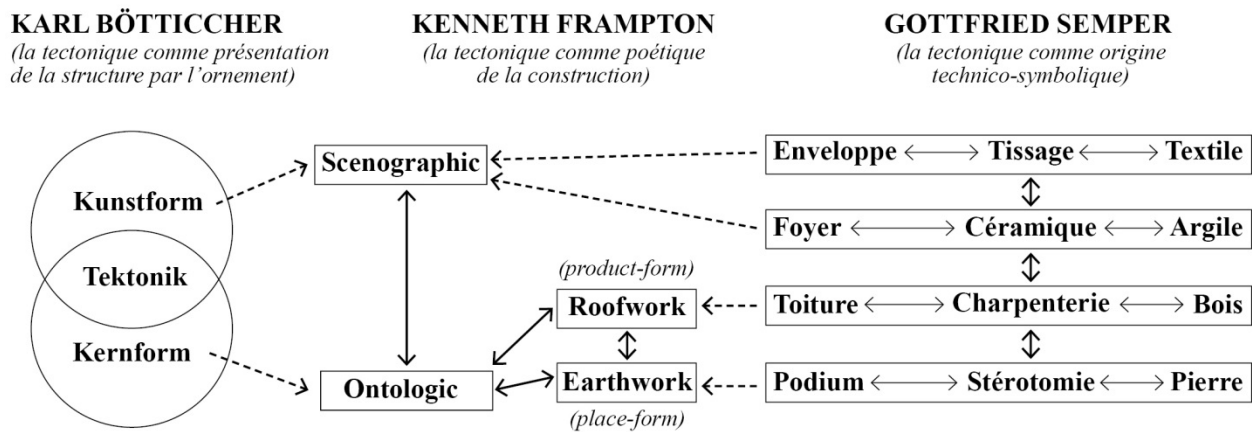 KARL BÖTTICCHER
(la tectonique comme présentation
de la structure par l'ornement)
KENNETH FRAMPTON
(la tectonique comme poétique
de la construction)
GOTTFRIED SEMPER
(la tectonique comme origine
technico-symbolique)
Kunstform
Tektonik
Kernform
Scenographic
Ontologic
(product-form)
Roofwork
Earthwork
(place-form)
Enveloppe Tissage Textile
Foyer Céramique Argile
Toiture Charpenterie Bois
Podium Stérotomie Pierre